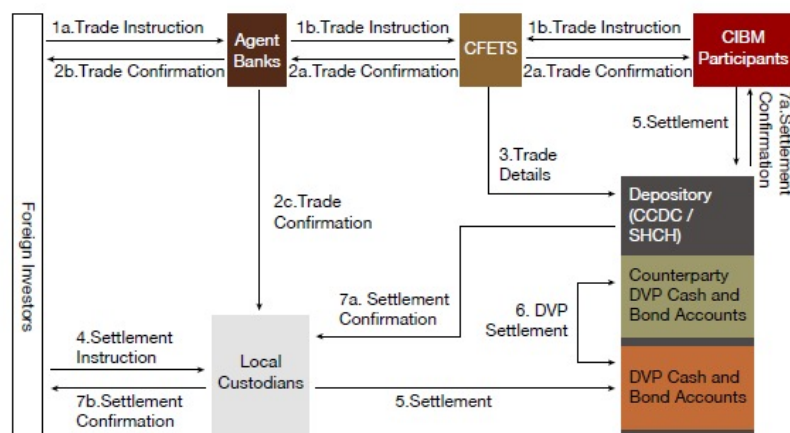 1a.Trade Instruction
2b.Trade Confirmation
Agent
Banks
1b.Trade Instruction
2a.Trade Confirmation
CFETS
1b.Trade Instruction
2a.Trade Confirmation
CIBM
Participants
5.Settlement
7a.Settlement
Confirmation
3.Trade
Details
2c.Trade
Confirmation
Depository
(CCDC /
SHCH)
Foreign Investors
7a. Settlement
Confirmation
6. DVP
Settlement
Counterparty
DVP Cash and
Bond Accounts
4.Settlement
Instruction
7b.Settlement
Confirmation
Local
Custodians
5.Settlement
DVP Cash and
Bond Accounts